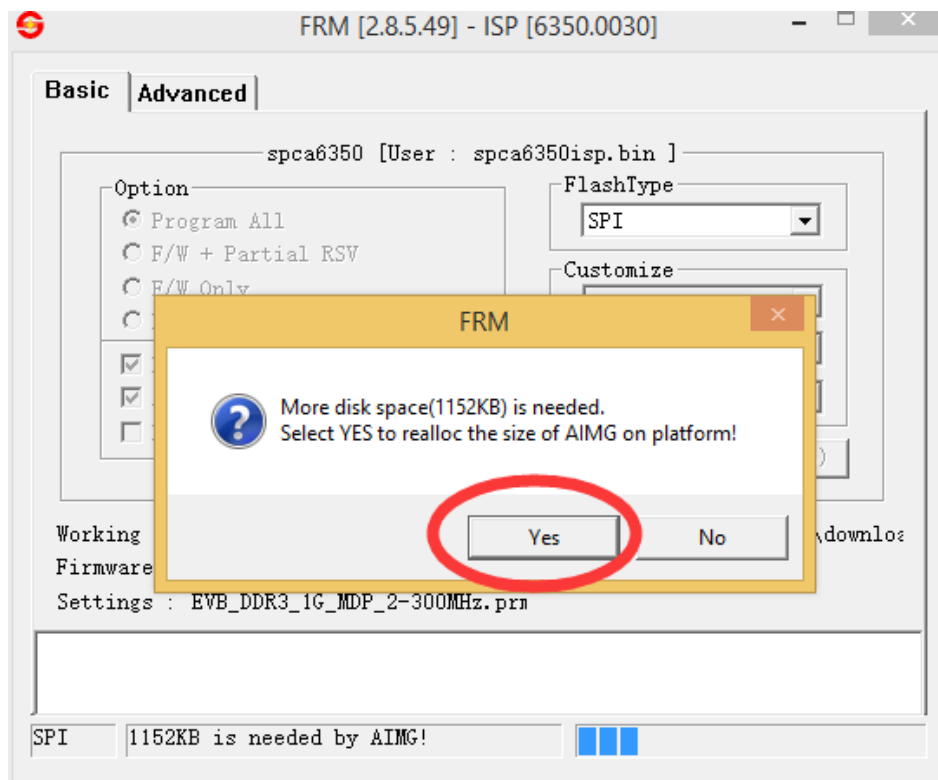 FRM [2.8.5.49] - ISP [6350.0030]
Basic
Advanced
spca6350 [User : spca6350isp.bin ]
Option
Program All
F/W + Partial RSV
F/W Only
FlashType
SPI
Customize
FRM
More disk space(1152KB) is needed.
Select YES to realloc the size of AIMG on platform!
Yes
No
Working
Firmware
Settings : EVB_DDR3_1G_MDP_2-300MHz.prm
SPI
1152KB is needed by AIMG!